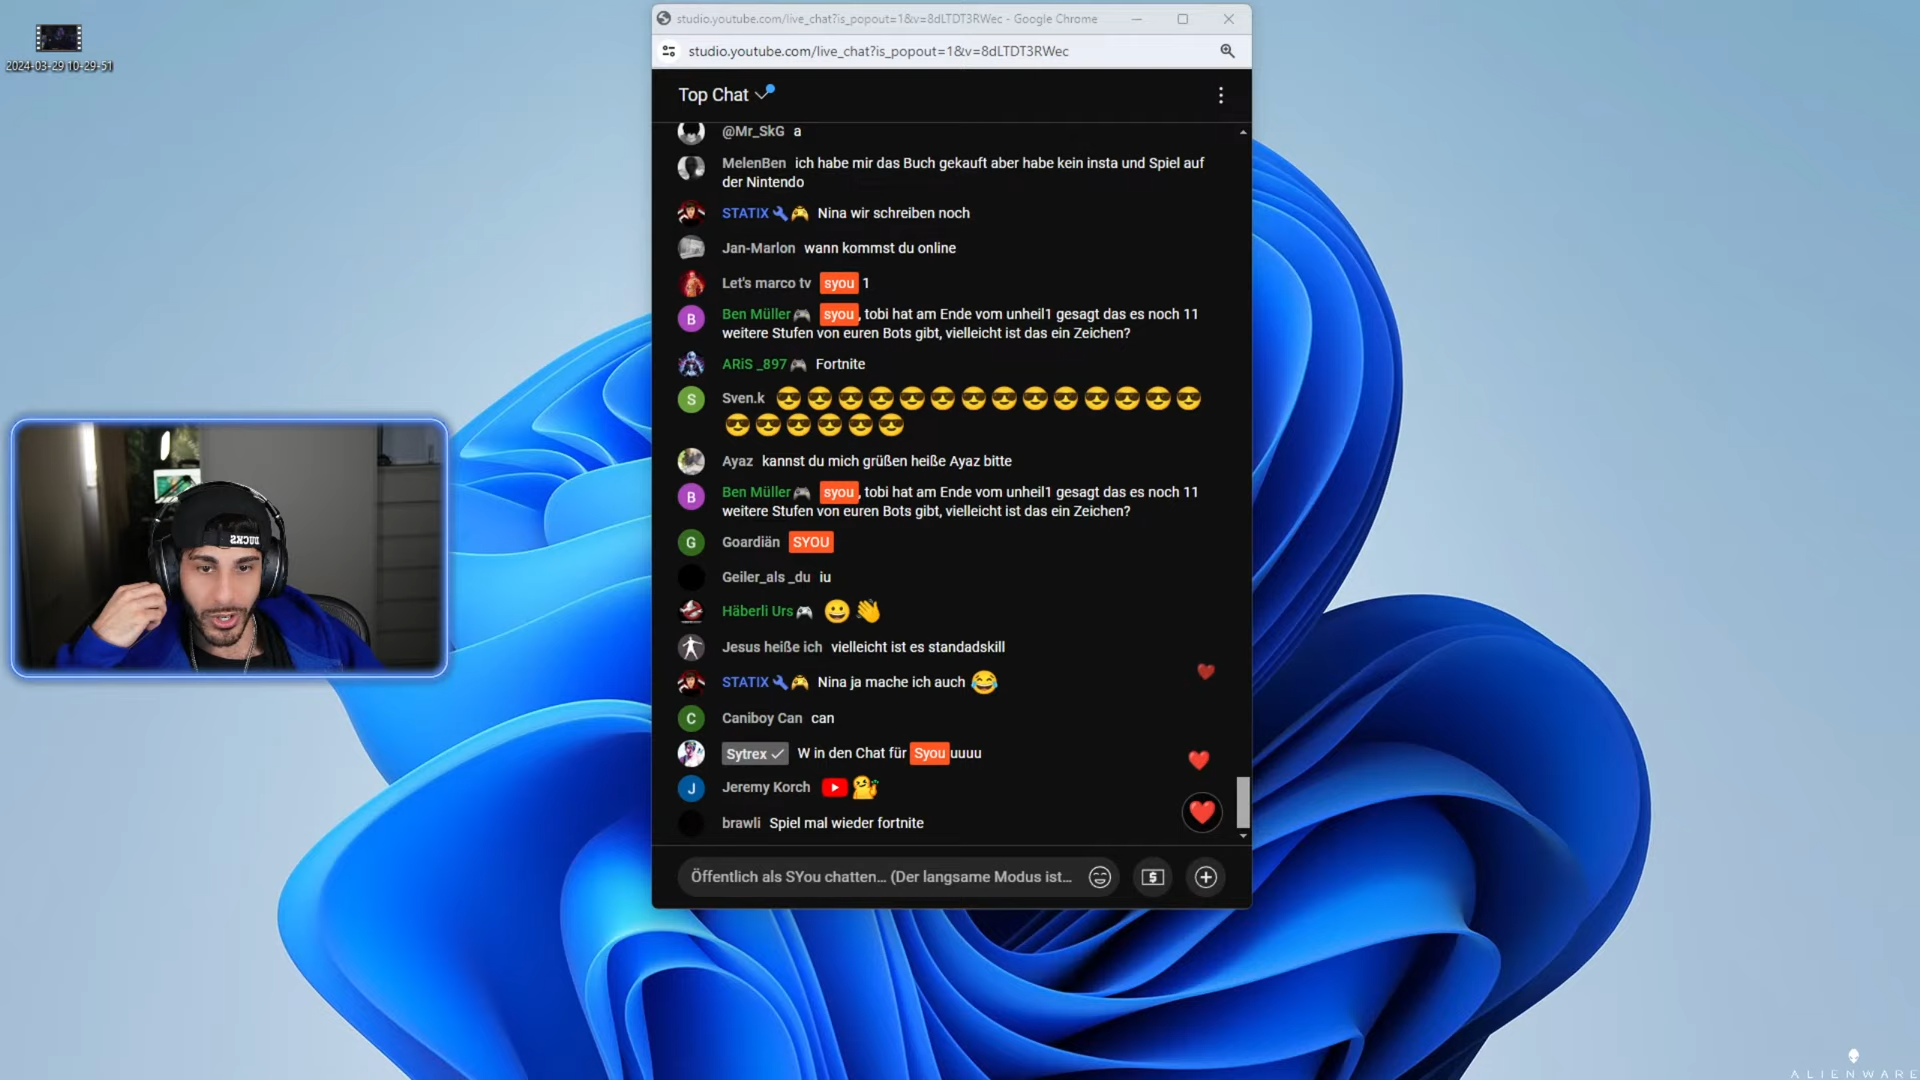 studio.youtube.com/live_chat?is_popout=1&v=8dLTDT3RWec - Google Chrome
studio.youtube.com/live_chat?is_popout=1&v=8dLTDT3RWec
2024-03-29 10-29-51
Top Chat
@Mr_SkG a
MelenBen ich habe mir das Buch gekauft aber habe kein insta und Spiel auf
der Nintendo
STATIX Nina wir schreiben noch
Jan-Marlon wann kommst du online
Let's marco tv syou 1
B Ben Müller syou, tobi hat am Ende vom unheil1 gesagt das es noch 11
weitere Stufen von euren Bots gibt, vielleicht ist das ein Zeichen?
ARiS _897 Fortnite
S Sven.k 😎😎😎😎😎😎😎😎😎😎😎😎😎😎
😎😎😎😎😎😎
Ayaz kannst du mich grüßen heiße Ayaz bitte
B Ben Müller syou, tobi hat am Ende vom unheil1 gesagt das es noch 11
weitere Stufen von euren Bots gibt, vielleicht ist das ein Zeichen?
G Goardiän SYOU
Geiler_als _du iu
Häberli Urs 😀👋
Jesus heiße ich vielleicht ist es standadskill
STATIX Nina ja mache ich auch 😂
C Caniboy Can can
Sytrex W in den Chat für Syouuuuu
J Jeremy Korch
brawli Spiel mal wieder fortnite
Öffentlich als SYou chatten... (Der langsame Modus ist...
ALIENWARE